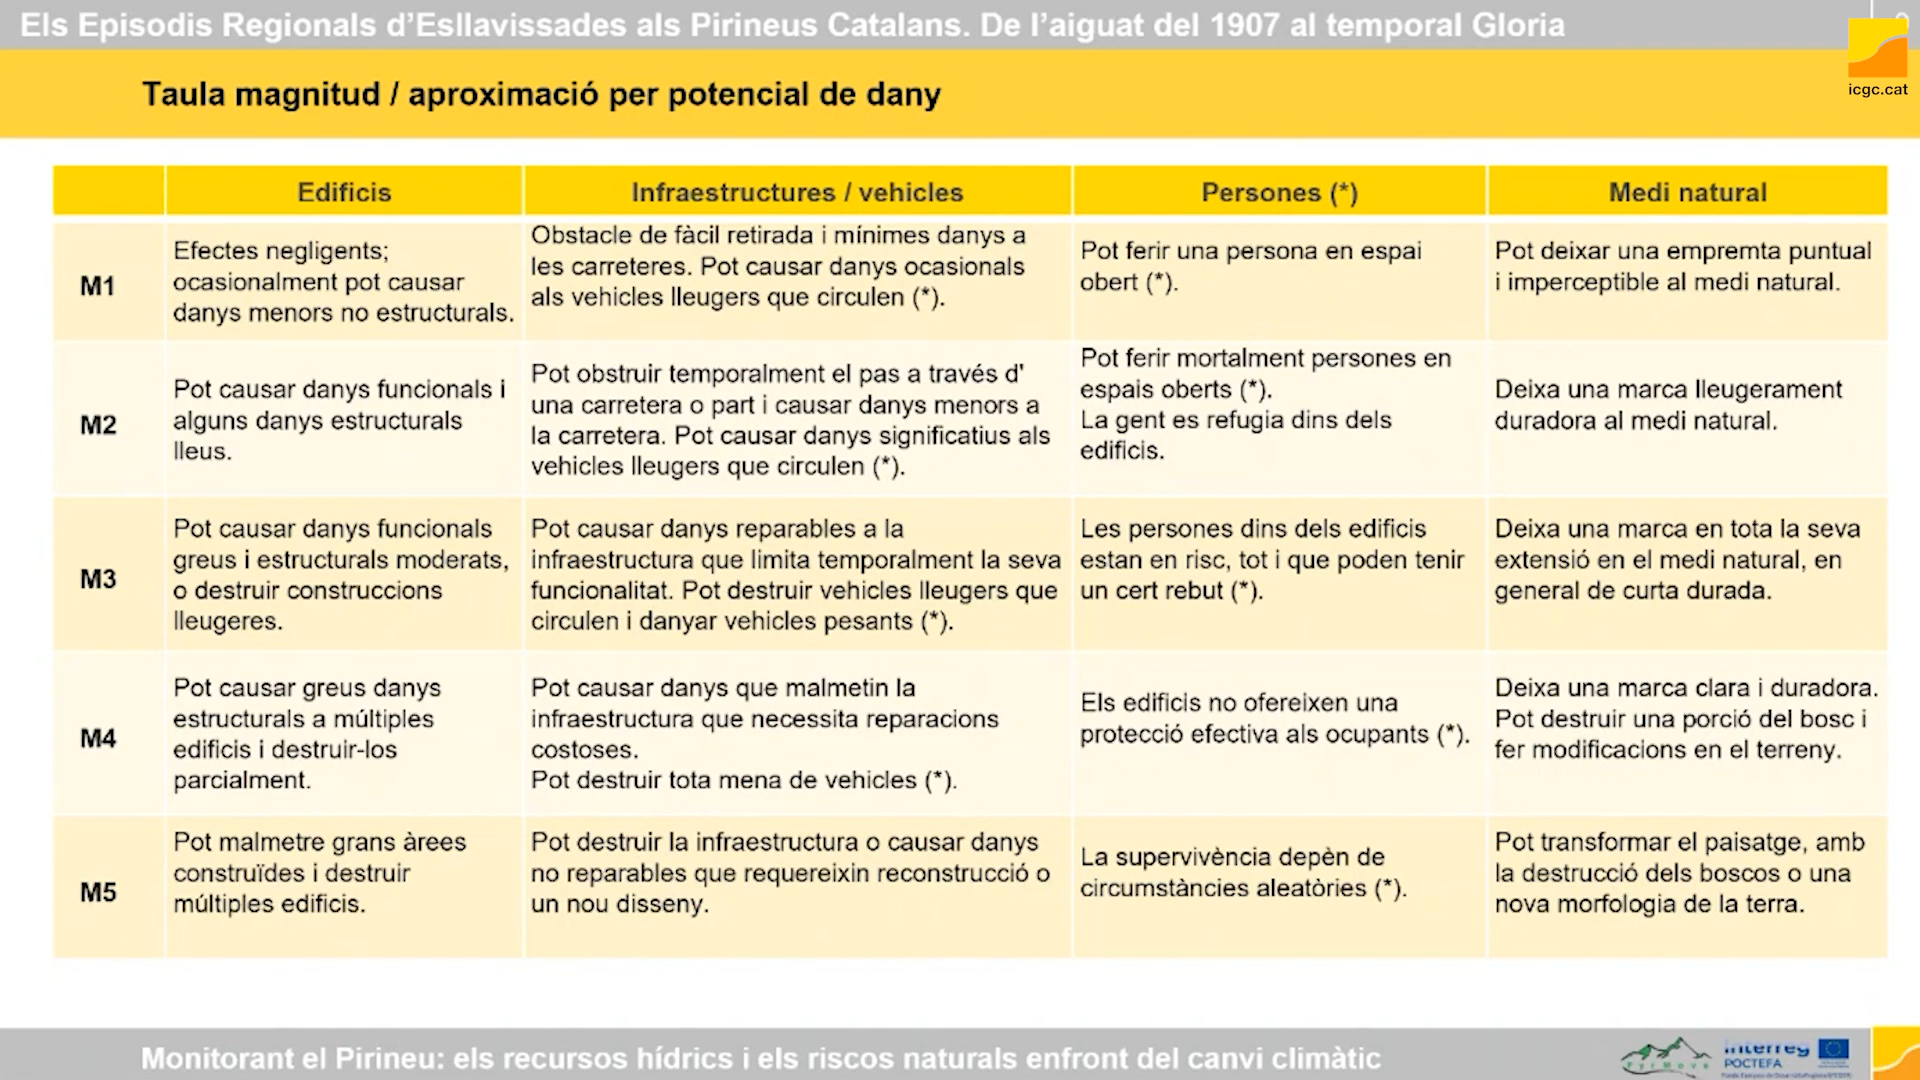 Els Episodis Regionals d'Esllavissades als Pirineus Catalans. De l'aiguat del 1907 al temporal Gloria
icgc.cat
Taula magnitud / aproximació per potencial de dany
Edificis
Infraestructures / vehicles
Persones (*)
Medi natural
M1
Efectes negligents;
ocasionalment pot causar
danys menors no estructurals.
Obstacle de fàcil retirada i mínimes danys a
les carreteres. Pot causar danys ocasionals
als vehicles lleugers que circulen (*).
Pot ferir una persona en espai
obert (*).
Pot deixar una empremta puntual
i imperceptible al medi natural.
M2
Pot causar danys funcionals i
alguns danys estructurals
lleus.
Pot obstruir temporalment el pas a través d'
una carretera o part i causar danys menors a
la carretera. Pot causar danys significatius als
vehicles lleugers que circulen (*).
Pot ferir mortalment persones en
espais oberts (*).
La gent es refugia dins dels
edificis.
Deixa una marca lleugerament
duradora al medi natural.
M3
Pot causar danys funcionals
greus i estructurals moderats,
o destruir construccions
lleugeres.
Pot causar danys reparables a la
infraestructura que limita temporalment la seva
funcionalitat. Pot destruir vehicles lleugers que
circulen i danyar vehicles pesants (*).
Les persones dins dels edificis
estan en risc, tot i que poden tenir
un cert rebut (*).
Deixa una marca en tota la seva
extensió en el medi natural, en
general de curta durada.
M4
Pot causar greus danys
estructurals a múltiples
edificis i destruir-los
parcialment.
Pot causar danys que malmetin la
infraestructura que necessita reparacions
costoses.
Pot destruir tota mena de vehicles (*).
Els edificis no ofereixen una
protecció efectiva als ocupants (*).
Deixa una marca clara i duradora.
Pot destruir una porció del bosc i
fer modificacions en el terreny.
M5
Pot malmetre grans àrees
construïdes i destruir
múltiples edificis.
Pot destruir la infraestructura o causar danys
no reparables que requereixin reconstrucció o
un nou disseny.
La supervivència depèn de
circumstàncies aleatòries (*).
Pot transformar el paisatge, amb
la destrucció dels boscos o una
nova morfologia de la terra.
Monitorant el Pirineu: els recursos hídrics i els riscos naturals enfront del canvi climàtic
PyrMove
Interreg
POCTEFA